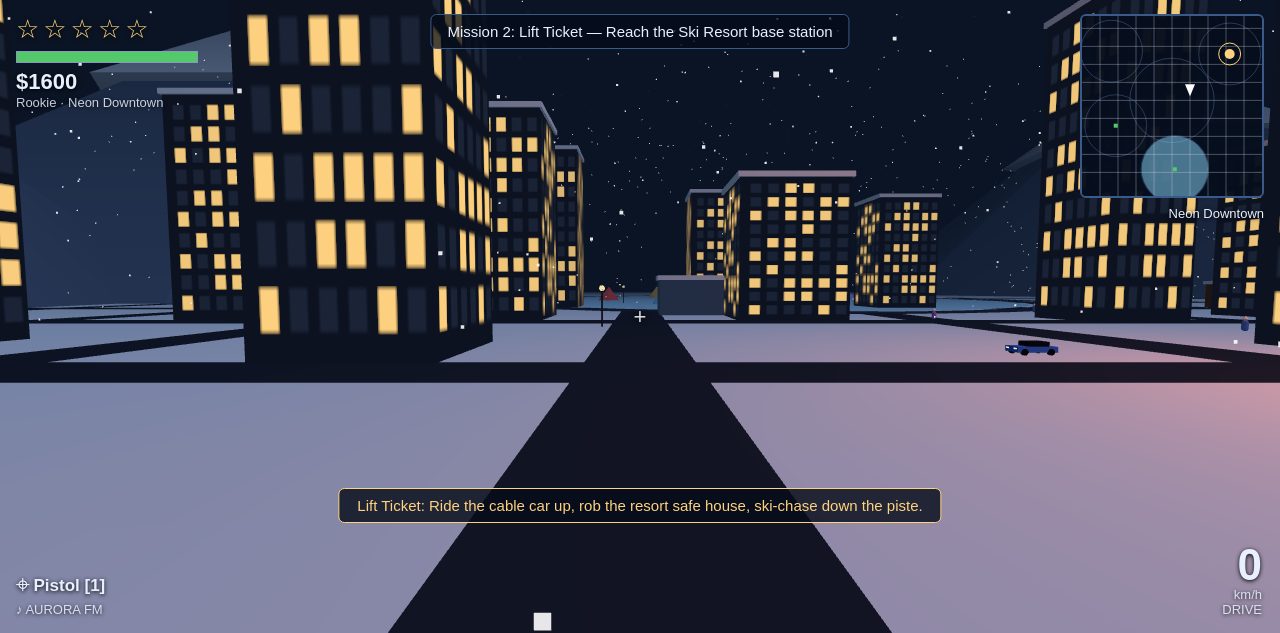 ☆☆☆☆☆
Mission 2: Lift Ticket — Reach the Ski Resort base station
$1600
Rookie · Neon Downtown
Neon Downtown
Lift Ticket: Ride the cable car up, rob the resort safe house, ski-chase down the piste.
⌖ Pistol [1]
♪ AURORA FM
0
km/h
DRIVE